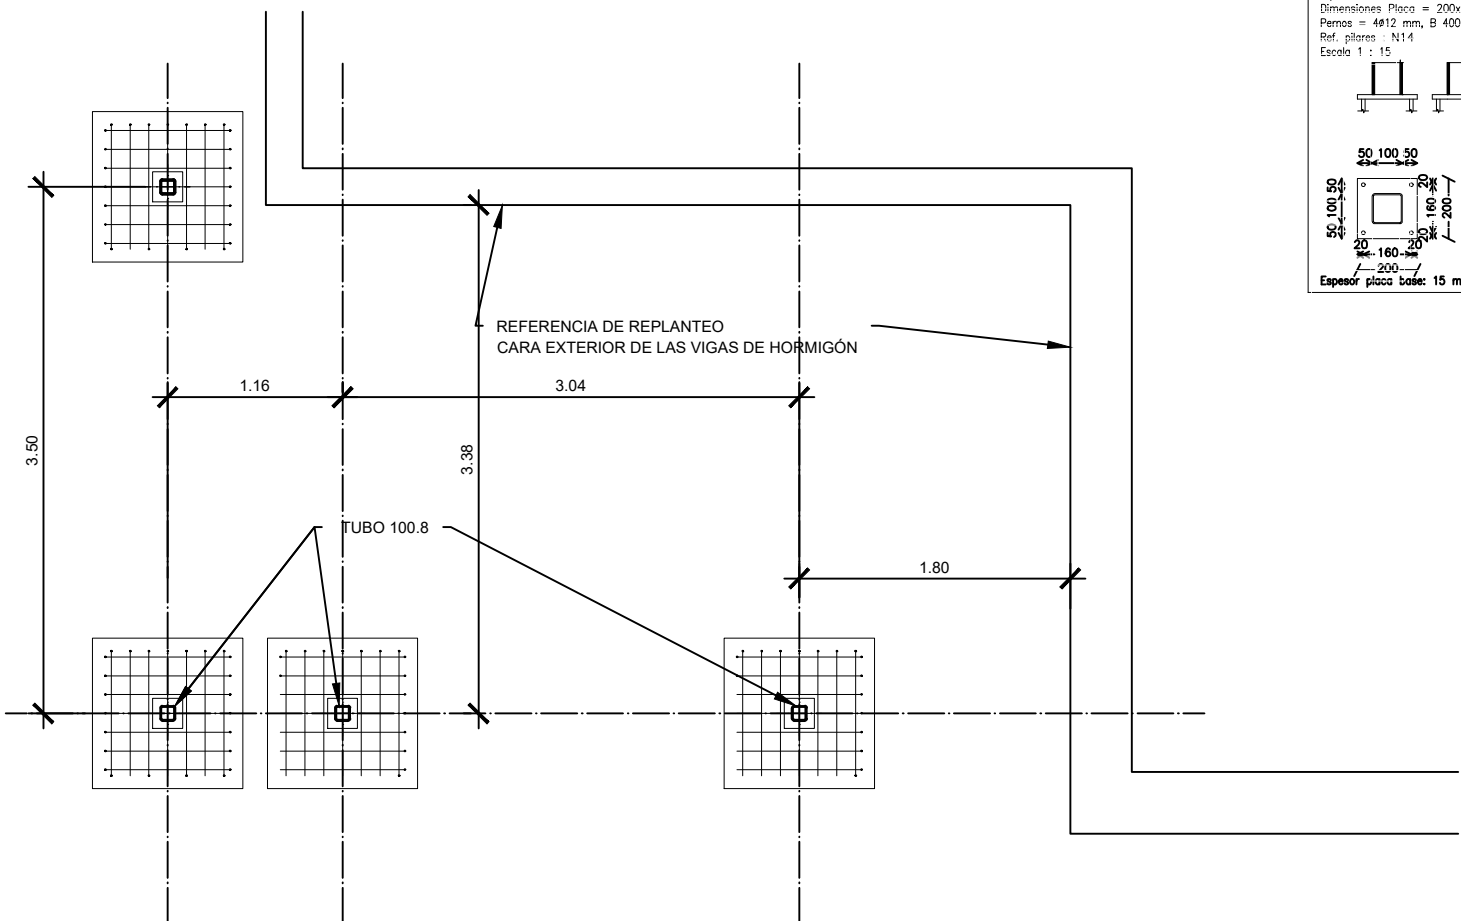 Dimensiones Placa = 200x
Pernos = 4Ø12 mm, B 400
Ref. pilares : N14
Escala 1 : 15
50 100 50
50 100 50
20 160 20
200
20 160 20
200
Espesor placa base: 15 m
REFERENCIA DE REPLANTEO
CARA EXTERIOR DE LAS VIGAS DE HORMIGÓN
1.16
3.04
3.50
3.38
TUBO 100.8
1.80